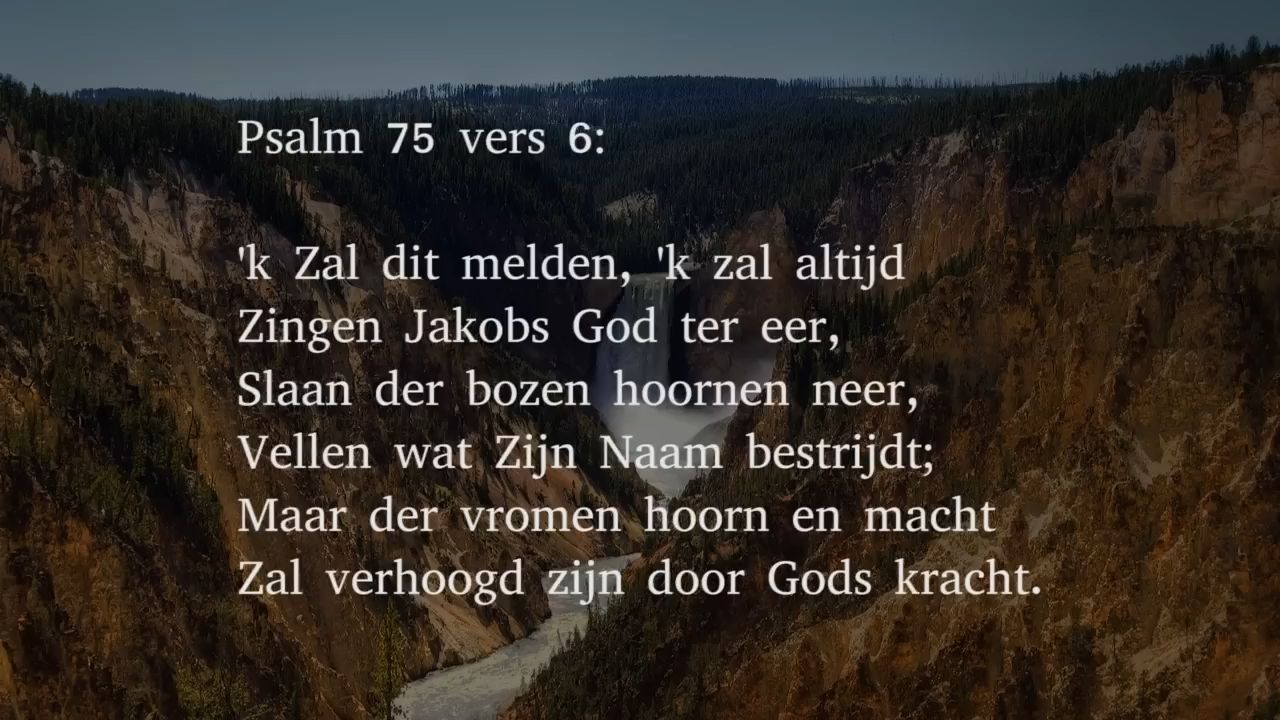 Psalm 75 vers 6:
'k Zal dit melden, 'k zal altijd
Zingen Jakobs God ter eer,
Slaan der bozen hoornen neer,
Vellen wat Zijn Naam bestrijdt;
Maar der vromen hoorn en macht
Zal verhoogd zijn door Gods kracht.